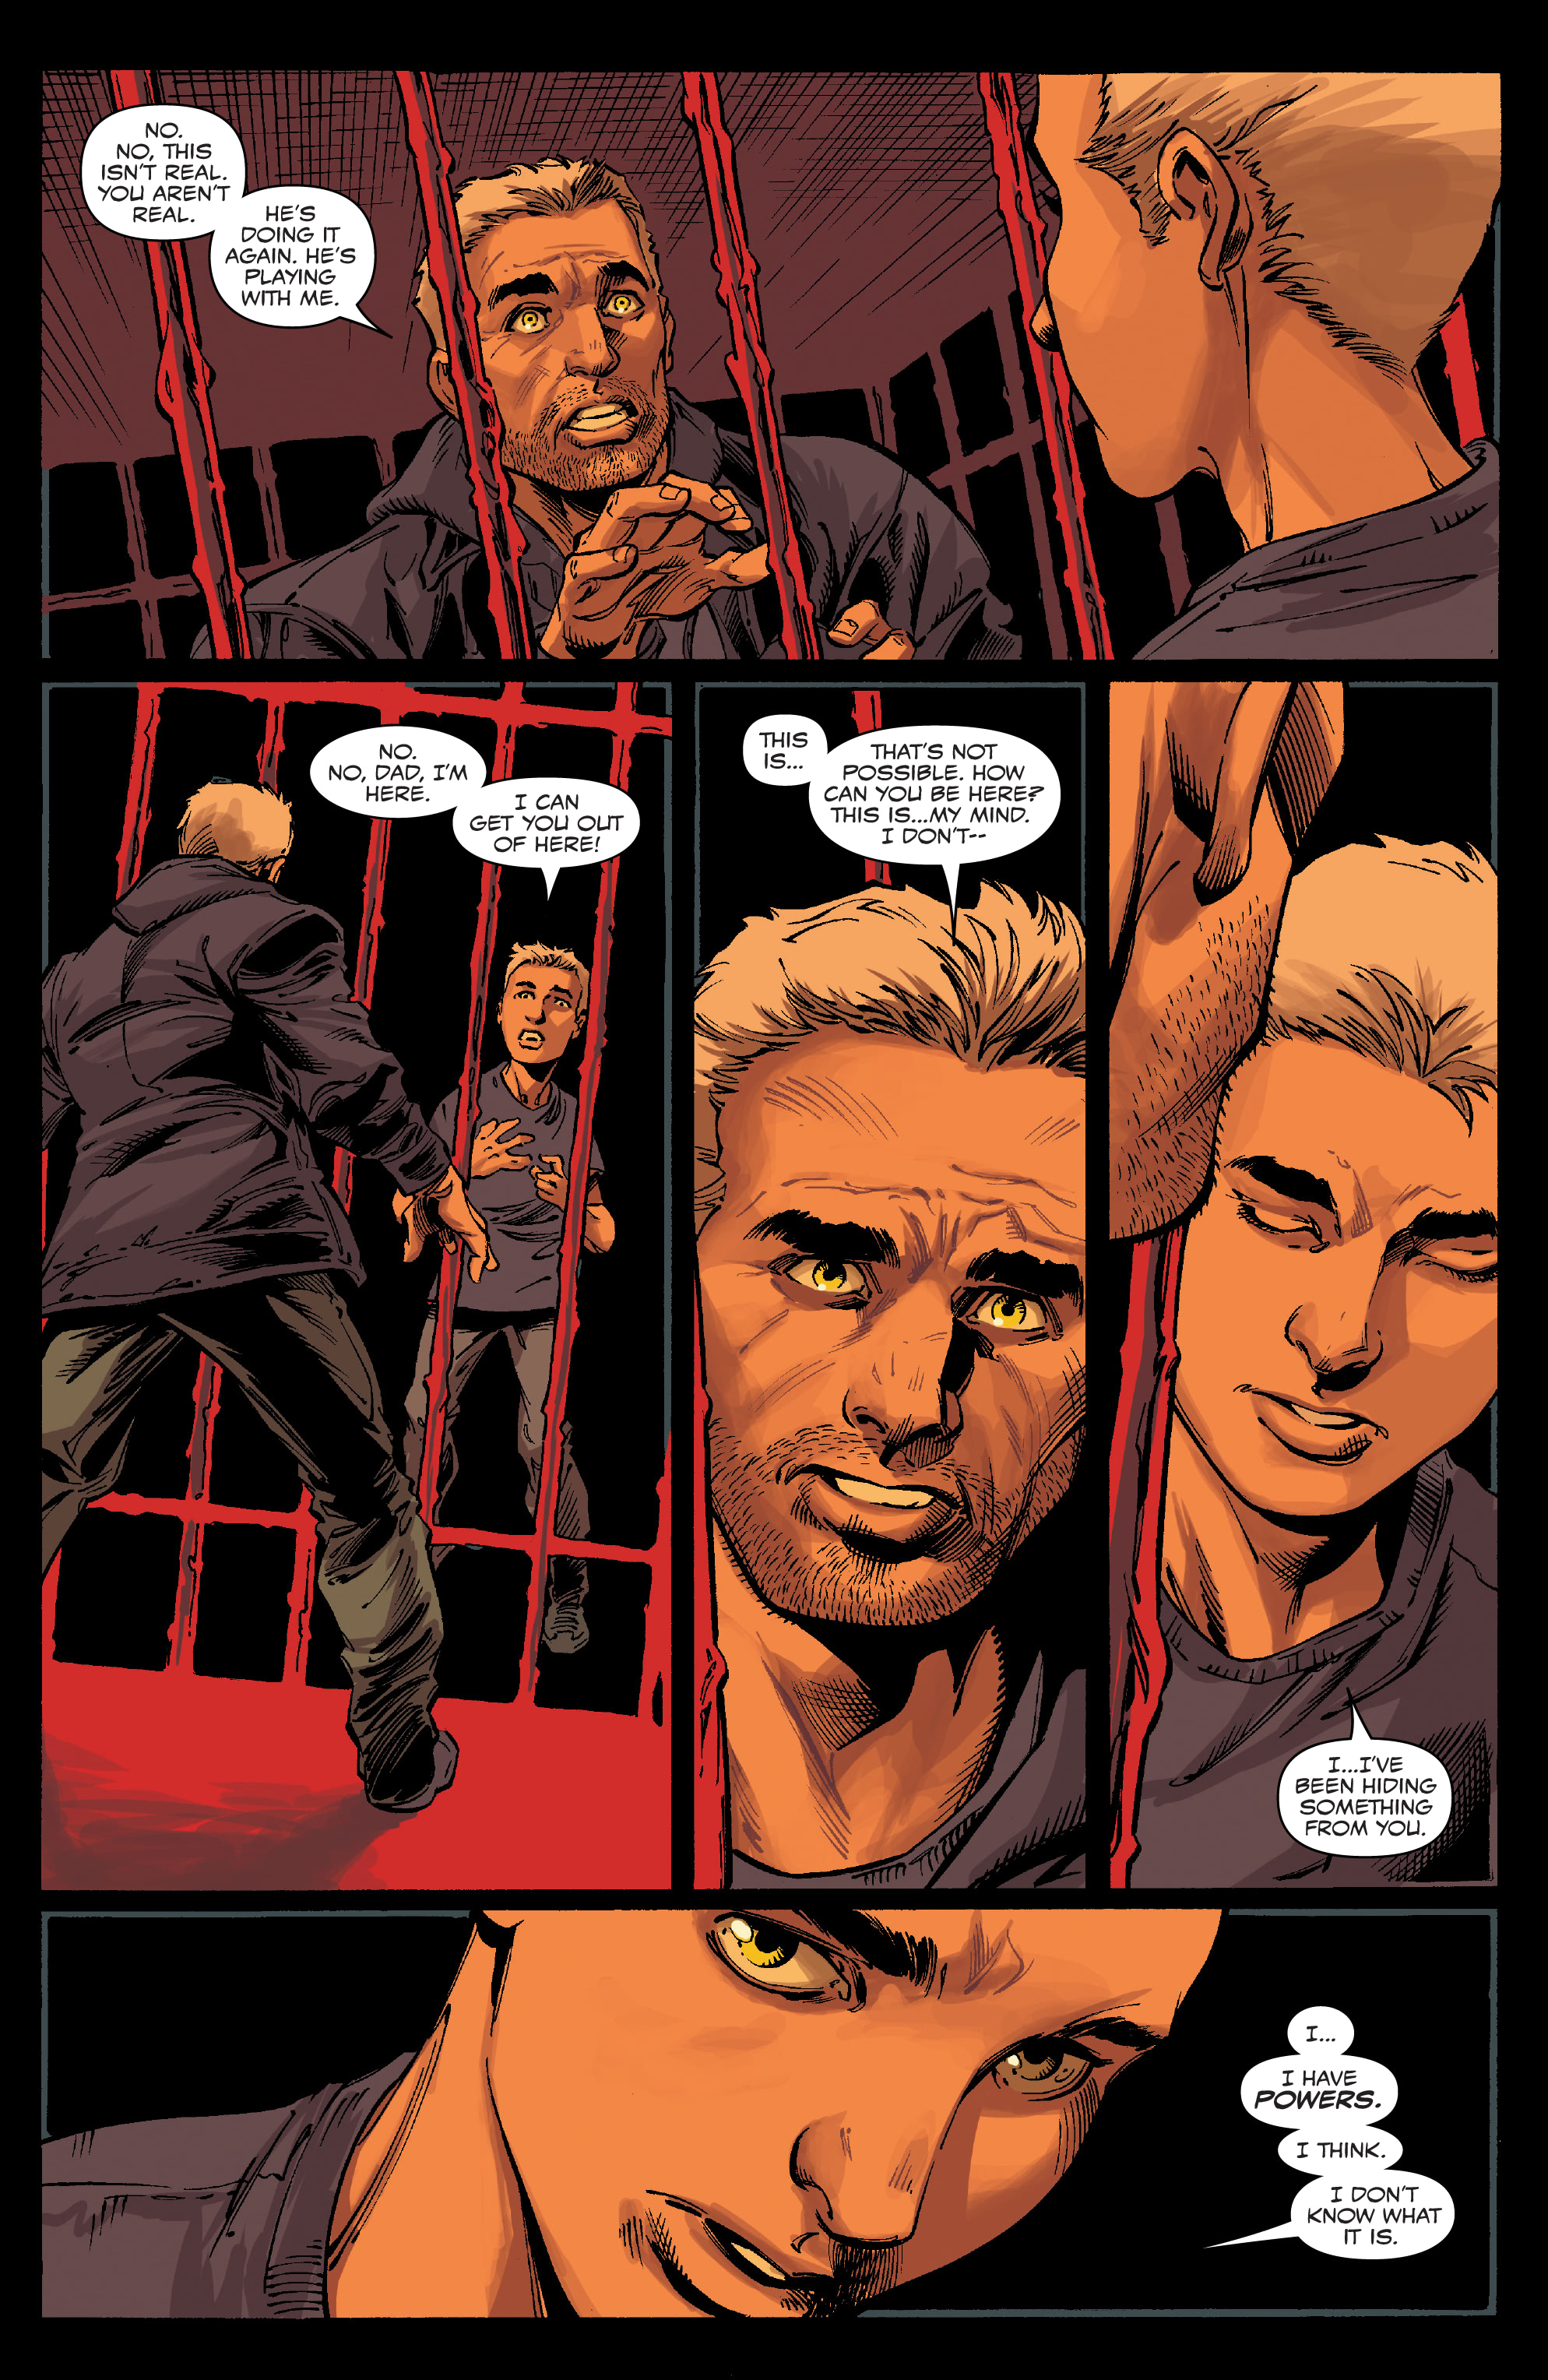 NO.
NO, THIS
ISN'T REAL.
YOU AREN'T
REAL.
HE'S
DOING IT
AGAIN. HE'S
PLAYING
WITH ME.
NO.
NO, DAD, I'M
HERE.
I CAN
GET YOU OUT
OF HERE!
THIS
IS...
THAT'S NOT
POSSIBLE. HOW
CAN YOU BE HERE?
THIS IS...MY MIND.
I DON'T--
I...I'VE
BEEN HIDING
SOMETHING
FROM YOU.
I...
I HAVE
POWERS.
I THINK.
I DON'T
KNOW WHAT
IT IS.